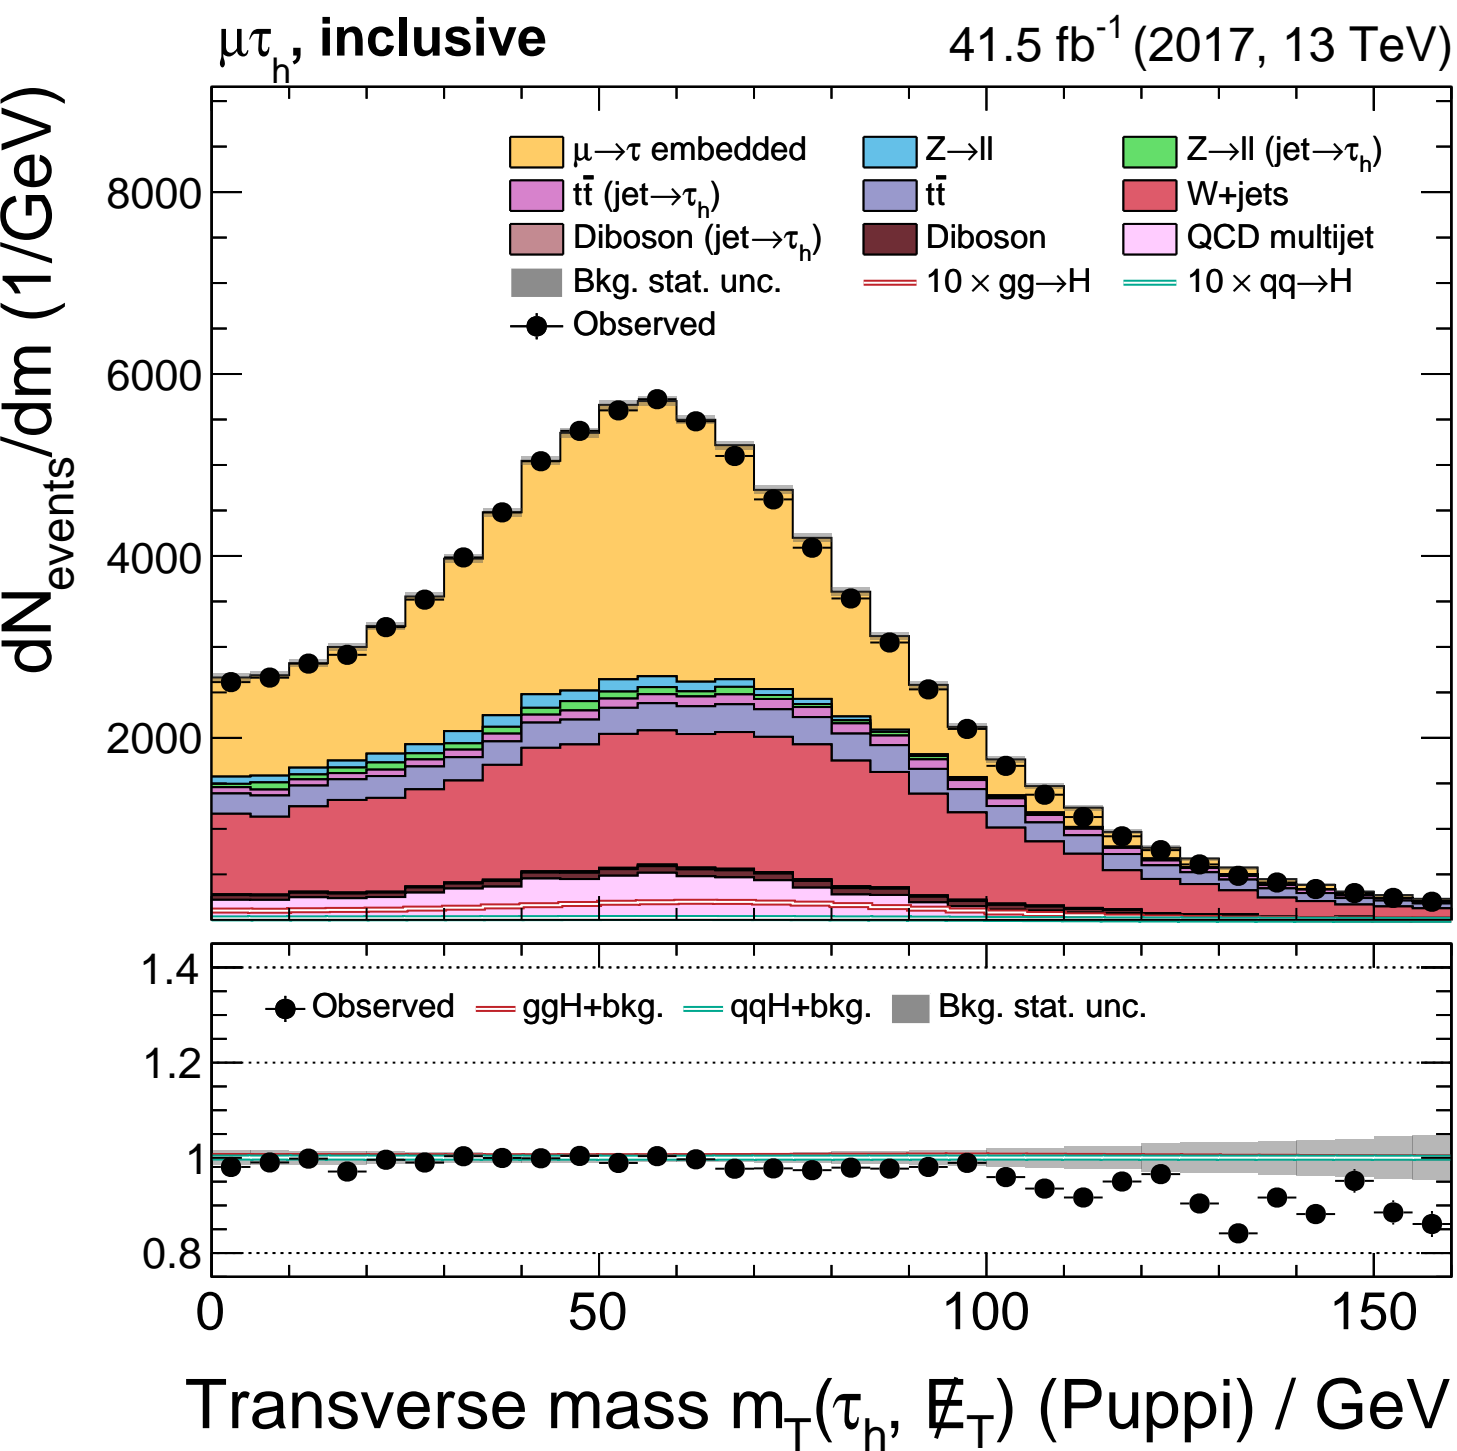 μτh, inclusive 41.5 fb-1 (2017, 13 TeV)
dNevents/dm (1/GeV)
μ→τ embedded Z→ll Z→ll (jet→τh)
tt̄ (jet→τh) tt̄ W+jets
Diboson (jet→τh) Diboson QCD multijet
Bkg. stat. unc. 10 × gg→H 10 × qq→H
Observed
8000
6000
4000
2000
1.4
Observed ggH+bkg. qqH+bkg. Bkg. stat. unc.
1.2
1
0.8
0 50 100 150
Transverse mass mT(τh, E̸T) (Puppi) / GeV